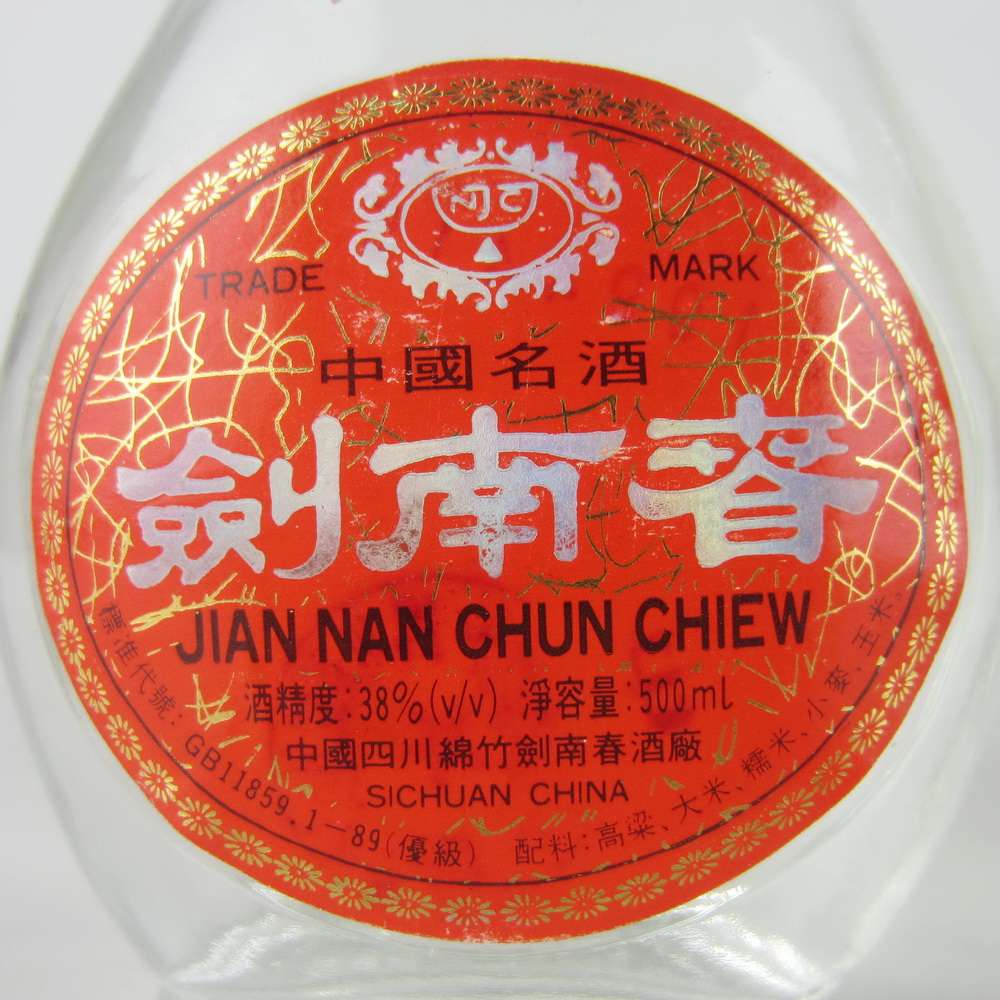 NJC
TRADE MARK
中國名酒
劍南春
JIAN NAN CHUN CHIEW
酒精度:38%(v/v) 淨容量:500ml
中國四川綿竹劍南春酒廠
SICHUAN CHINA
標準代號: GB11859.1-89(優級) 配料:高粱、大米、糯米、小麥、玉米、